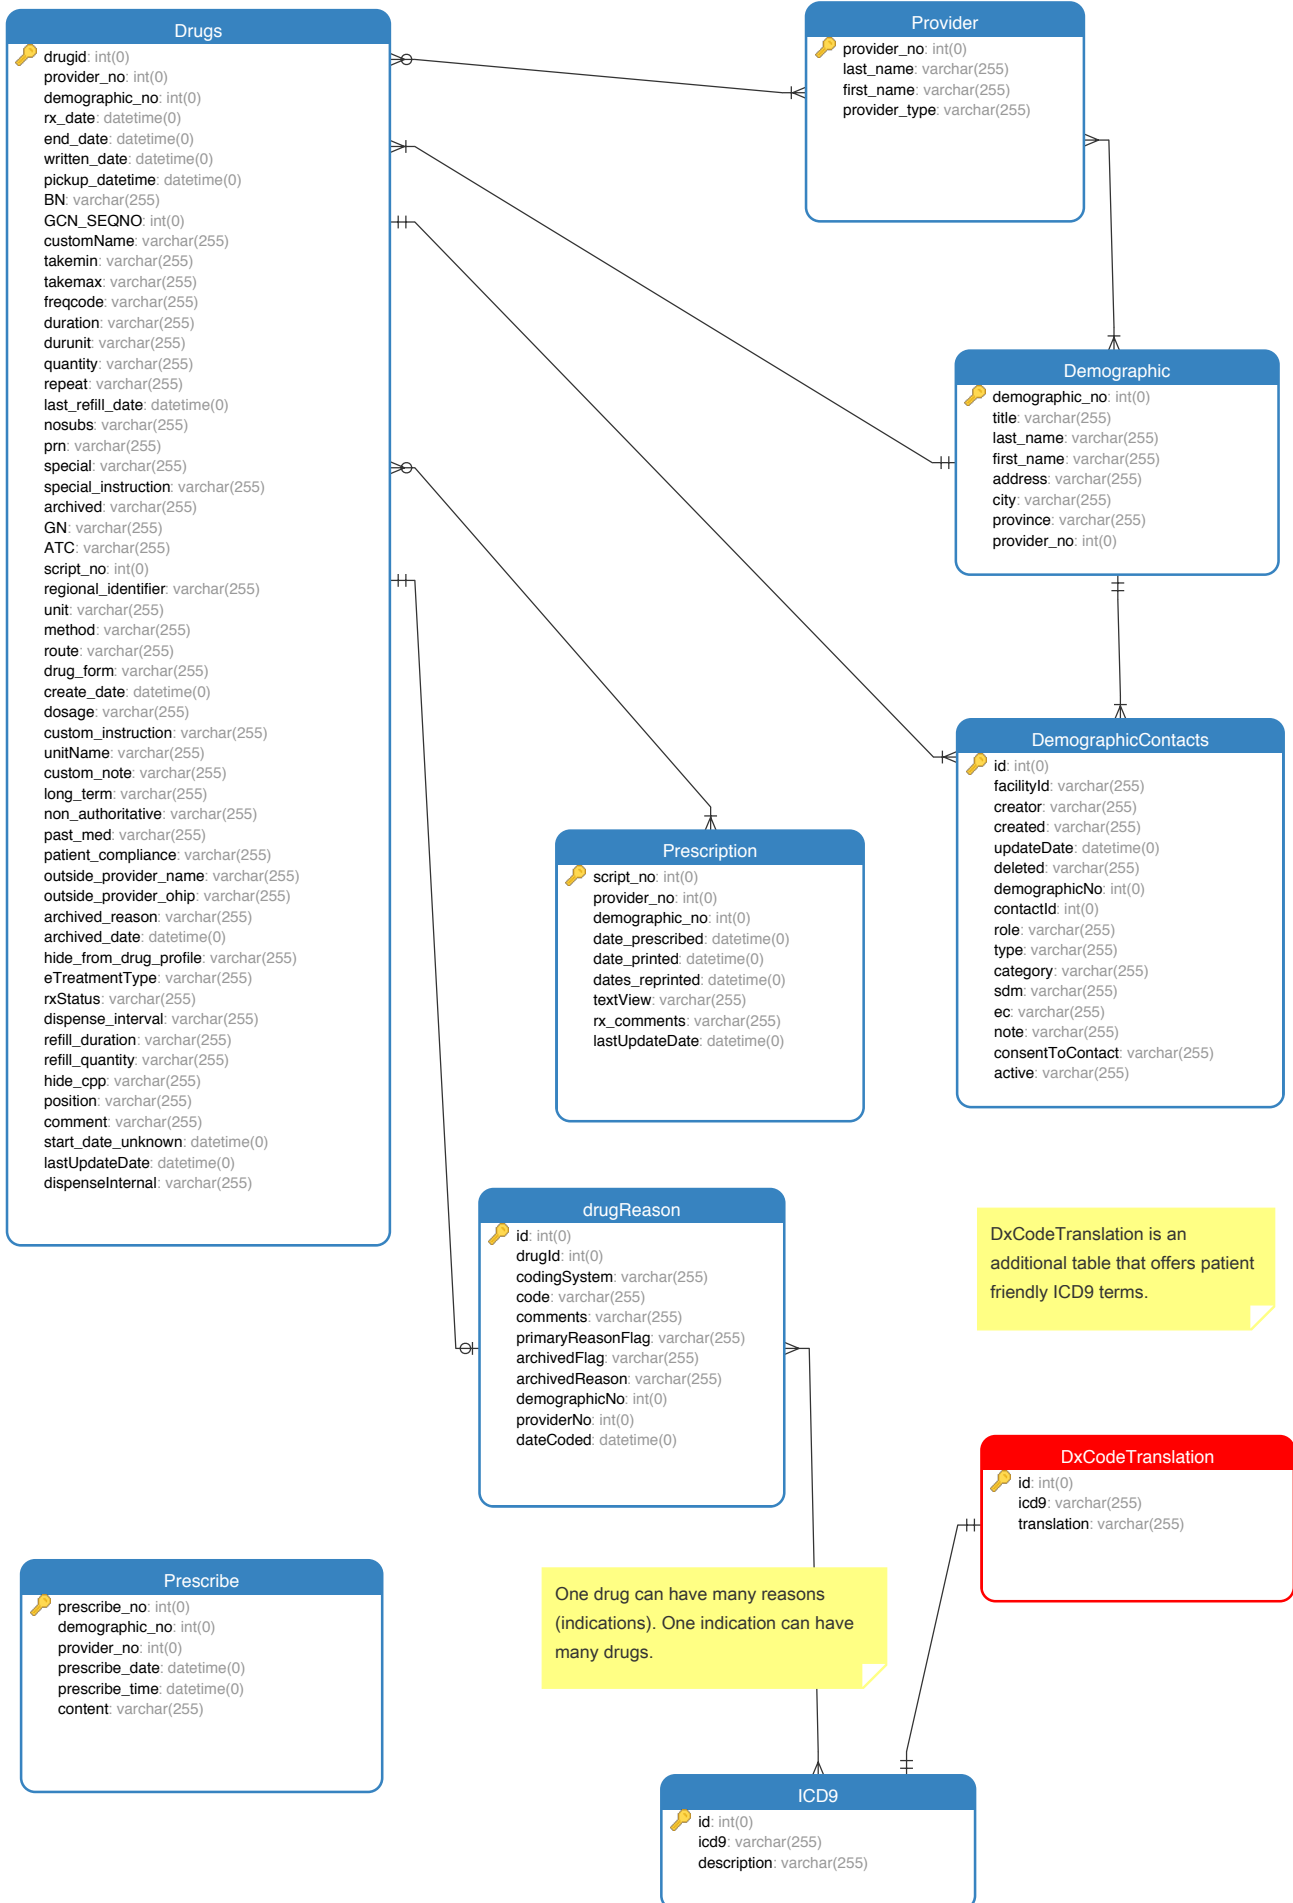 Drugs
drugid: int(0)
provider_no: int(0)
demographic_no: int(0)
rx_date: datetime(0)
end_date: datetime(0)
written_date: datetime(0)
pickup_datetime: datetime(0)
BN: varchar(255)
GCN_SEQNO: int(0)
customName: varchar(255)
takemin: varchar(255)
takemax: varchar(255)
freqcode: varchar(255)
duration: varchar(255)
durunit: varchar(255)
quantity: varchar(255)
repeat: varchar(255)
last_refill_date: datetime(0)
nosubs: varchar(255)
prn: varchar(255)
special: varchar(255)
special_instruction: varchar(255)
archived: varchar(255)
GN: varchar(255)
ATC: varchar(255)
script_no: int(0)
regional_identifier: varchar(255)
unit: varchar(255)
method: varchar(255)
route: varchar(255)
drug_form: varchar(255)
create_date: datetime(0)
dosage: varchar(255)
custom_instruction: varchar(255)
unitName: varchar(255)
custom_note: varchar(255)
long_term: varchar(255)
non_authoritative: varchar(255)
past_med: varchar(255)
patient_compliance: varchar(255)
outside_provider_name: varchar(255)
outside_provider_ohip: varchar(255)
archived_reason: varchar(255)
archived_date: datetime(0)
hide_from_drug_profile: varchar(255)
eTreatmentType: varchar(255)
rxStatus: varchar(255)
dispense_interval: varchar(255)
refill_duration: varchar(255)
refill_quantity: varchar(255)
hide_cpp: varchar(255)
position: varchar(255)
comment: varchar(255)
start_date_unknown: datetime(0)
lastUpdateDate: datetime(0)
dispenseInternal: varchar(255)
Provider
provider_no: int(0)
last_name: varchar(255)
first_name: varchar(255)
provider_type: varchar(255)
Demographic
demographic_no: int(0)
title: varchar(255)
last_name: varchar(255)
first_name: varchar(255)
address: varchar(255)
city: varchar(255)
province: varchar(255)
provider_no: int(0)
DemographicContacts
id: int(0)
facilityId: varchar(255)
creator: varchar(255)
created: varchar(255)
updateDate: datetime(0)
deleted: varchar(255)
demographicNo: int(0)
contactId: int(0)
role: varchar(255)
type: varchar(255)
category: varchar(255)
sdm: varchar(255)
ec: varchar(255)
note: varchar(255)
consentToContact: varchar(255)
active: varchar(255)
Prescription
script_no: int(0)
provider_no: int(0)
demographic_no: int(0)
date_prescribed: datetime(0)
date_printed: datetime(0)
dates_reprinted: datetime(0)
textView: varchar(255)
rx_comments: varchar(255)
lastUpdateDate: datetime(0)
drugReason
id: int(0)
drugId: int(0)
codingSystem: varchar(255)
code: varchar(255)
comments: varchar(255)
primaryReasonFlag: varchar(255)
archivedFlag: varchar(255)
archivedReason: varchar(255)
demographicNo: int(0)
providerNo: int(0)
dateCoded: datetime(0)
DxCodeTranslation is an
additional table that offers patient
friendly ICD9 terms.
DxCodeTranslation
id: int(0)
icd9: varchar(255)
translation: varchar(255)
One drug can have many reasons
(indications). One indication can have
many drugs.
Prescribe
prescribe_no: int(0)
demographic_no: int(0)
provider_no: int(0)
prescribe_date: datetime(0)
prescribe_time: datetime(0)
content: varchar(255)
ICD9
id: int(0)
icd9: varchar(255)
description: varchar(255)